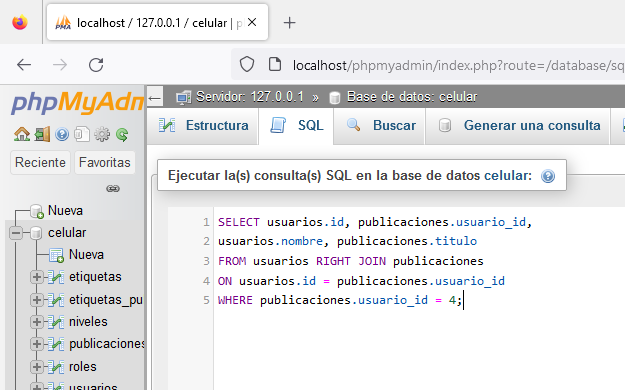 localhost / 127.0.0.1 / celular | p
localhost/phpmyadmin/index.php?route=/database/sq
phpMyAdm
Servidor: 127.0.0.1 » Base de datos: celular
Estructura SQL Buscar Generar una consulta
Reciente Favoritas
Ejecutar la(s) consulta(s) SQL en la base de datos celular:
Nueva
celular
Nueva
etiquetas
etiquetas_pu
niveles
publicaciones
roles
usuarios
1 SELECT usuarios.id, publicaciones.usuario_id,
2 usuarios.nombre, publicaciones.titulo
3 FROM usuarios RIGHT JOIN publicaciones
4 ON usuarios.id = publicaciones.usuario_id
5 WHERE publicaciones.usuario_id = 4;